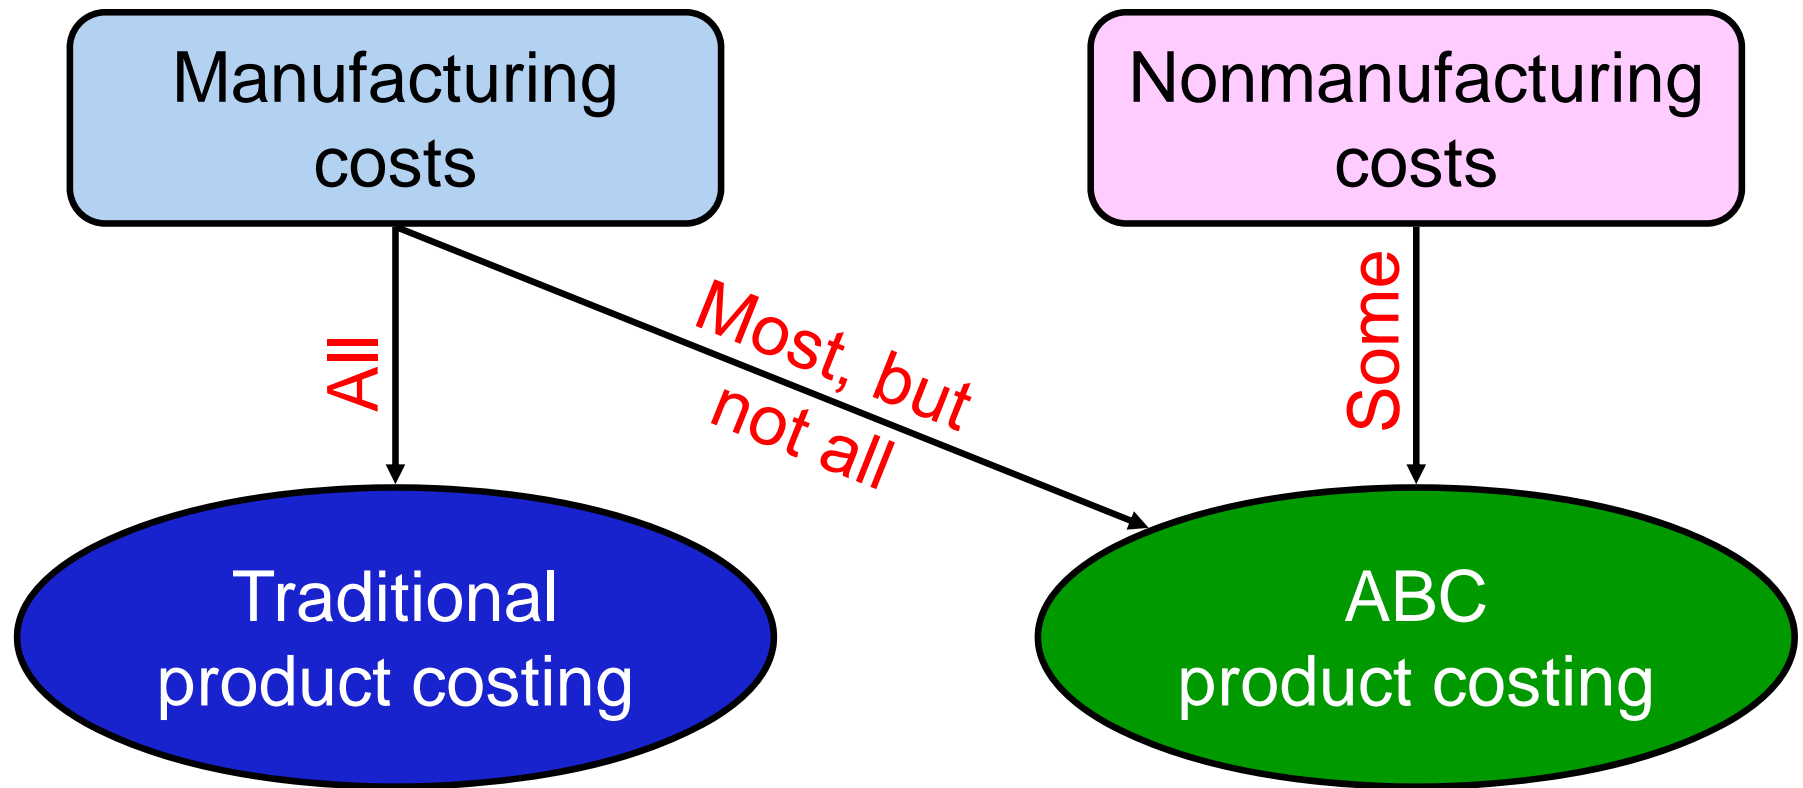 Manufacturing
costs
Nonmanufacturing
costs
All
Most, but
not all
Some
Traditional
product costing
ABC
product costing